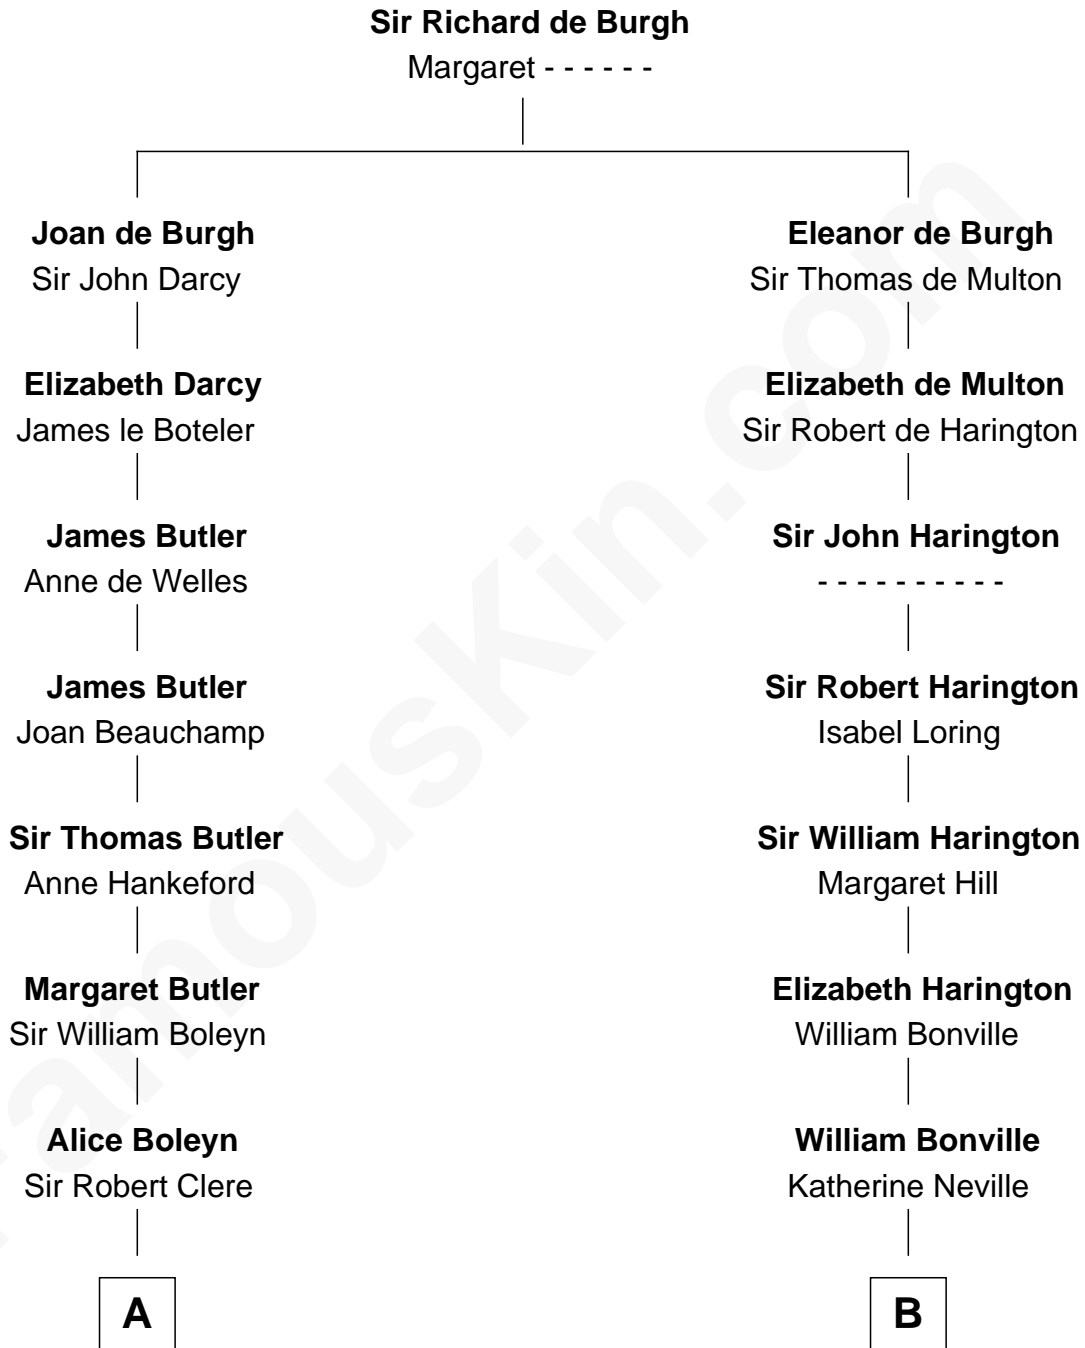 Sir Richard de Burgh
Margaret - - - - - -
Joan de Burgh
Sir John Darcy
Eleanor de Burgh
Sir Thomas de Multon
Elizabeth Darcy
James le Boteler
Elizabeth de Multon
Sir Robert de Harington
James Butler
Anne de Welles
Sir John Harington
- - - - - - - - - -
James Butler
Joan Beauchamp
Sir Robert Harington
Isabel Loring
Sir Thomas Butler
Anne Hankeford
Sir William Harington
Margaret Hill
Margaret Butler
Sir William Boleyn
Elizabeth Harington
William Bonville
Alice Boleyn
Sir Robert Clere
William Bonville
Katherine Neville
A
B
FamousKin.com